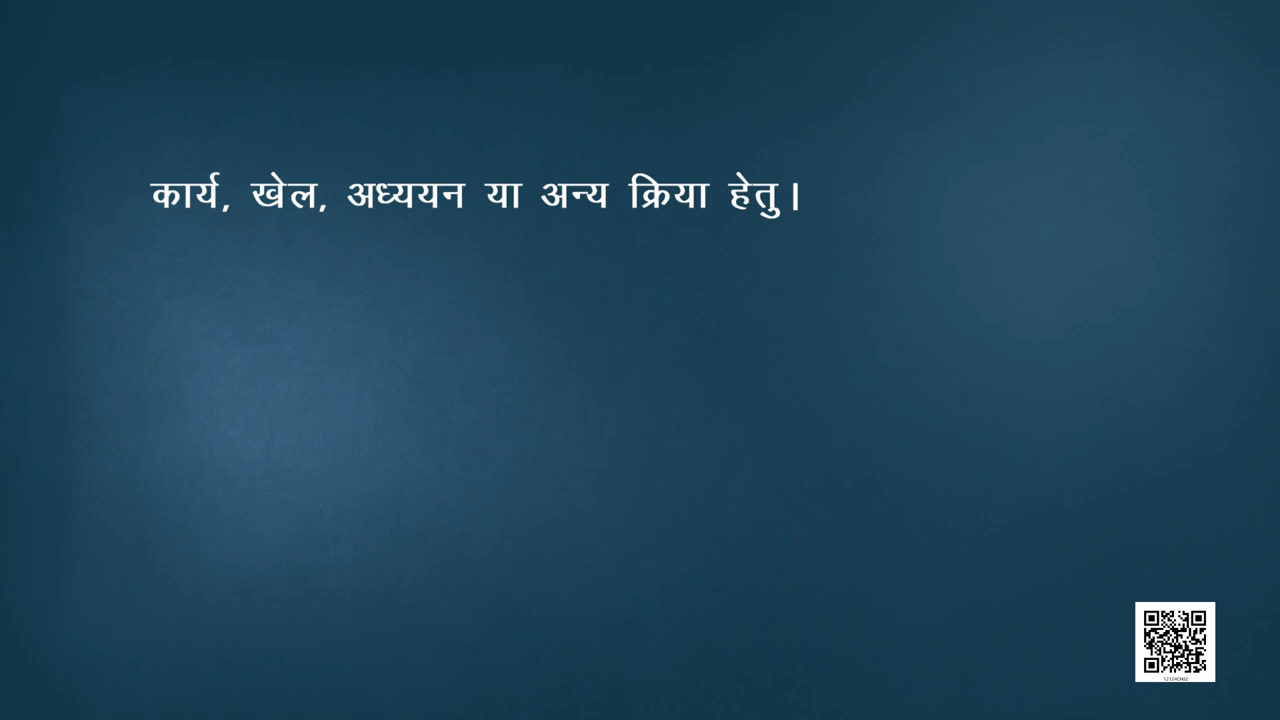 कार्य, खेल, अध्ययन या अन्य क्रिया हेतु।